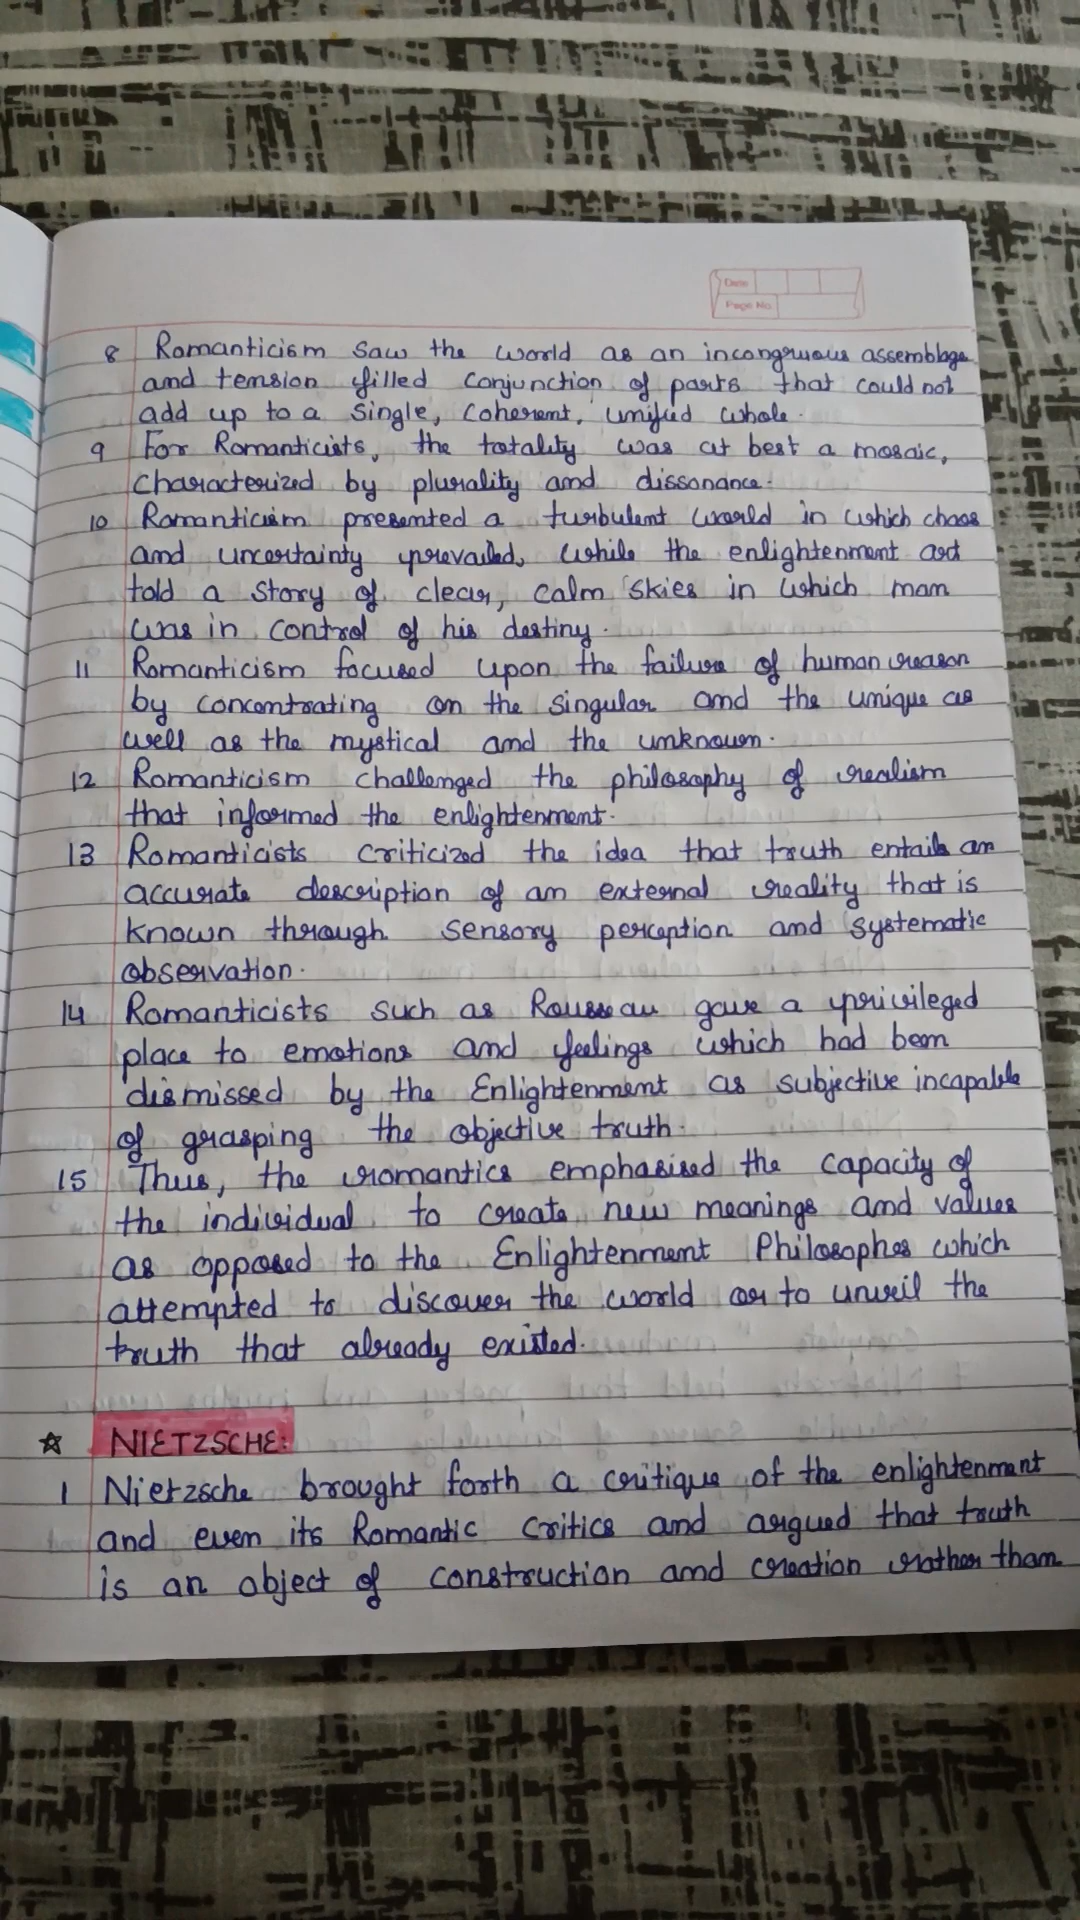 Date
Page No
8 Romanticism saw the world as an incongruous assemblage
and tension filled conjunction of parts that could not
add up to a single, coherent, unified whole.
9 For Romanticists, the totality was at best a mosaic,
characterized by plurality and dissonance.
10 Romanticism presented a turbulent world in which chaos
and uncertainty prevailed, while the enlightenment art
told a story of clear, calm skies in which man
was in control of his destiny.
11 Romanticism focused upon the failure of human reason
by concentrating on the singular and the unique as
well as the mystical and the unknown.
12 Romanticism challenged the philosophy of realism
that informed the enlightenment.
13 Romanticists criticized the idea that truth entails an
accurate description of an external reality that is
known through sensory perception and systematic
observation.
14 Romanticists such as Rousseau gave a privileged
place to emotions and feelings which had been
dismissed by the Enlightenment as subjective incapable
of grasping the objective truth.
15 Thus, the romantics emphasised the capacity of
the individual to create new meanings and values
as opposed to the Enlightenment Philosophes which
attempted to discover the world or to unveil the
truth that already existed.
☆ NIETZSCHE:
1 Nietzsche brought forth a critique of the enlightenment
and even its Romantic critics and argued that truth
is an object of construction and creation rather than